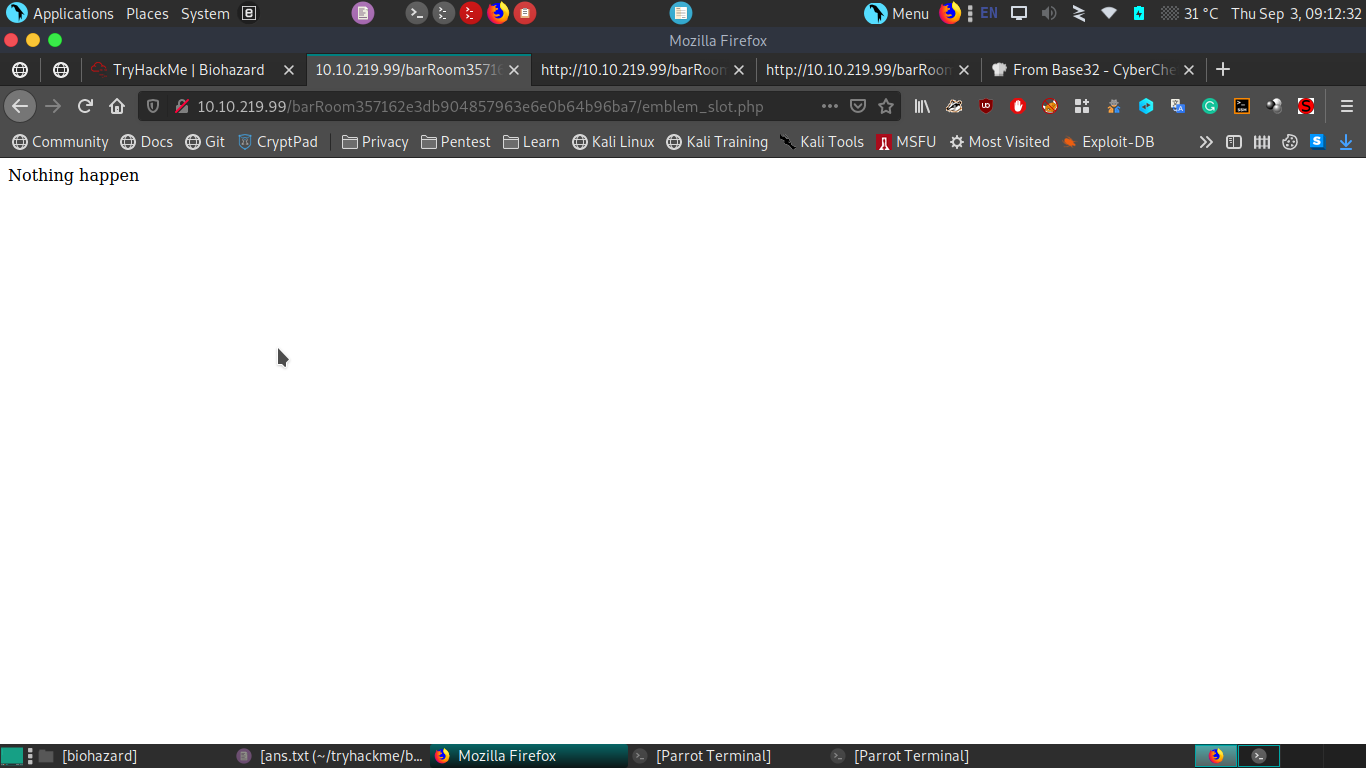 Applications Places System Menu EN 31 °C Thu Sep 3, 09:12:32
Mozilla Firefox
TryHackMe | Biohazard 10.10.219.99/barRoom35716 http://10.10.219.99/barRoom http://10.10.219.99/barRoom From Base32 - CyberChe
10.10.219.99/barRoom357162e3db904857963e6e0b64b96ba7/emblem_slot.php
Community Docs Git CryptPad Privacy Pentest Learn Kali Linux Kali Training Kali Tools MSFU Most Visited Exploit-DB
Nothing happen
[biohazard] [ans.txt (~/tryhackme/b... Mozilla Firefox [Parrot Terminal] [Parrot Terminal]